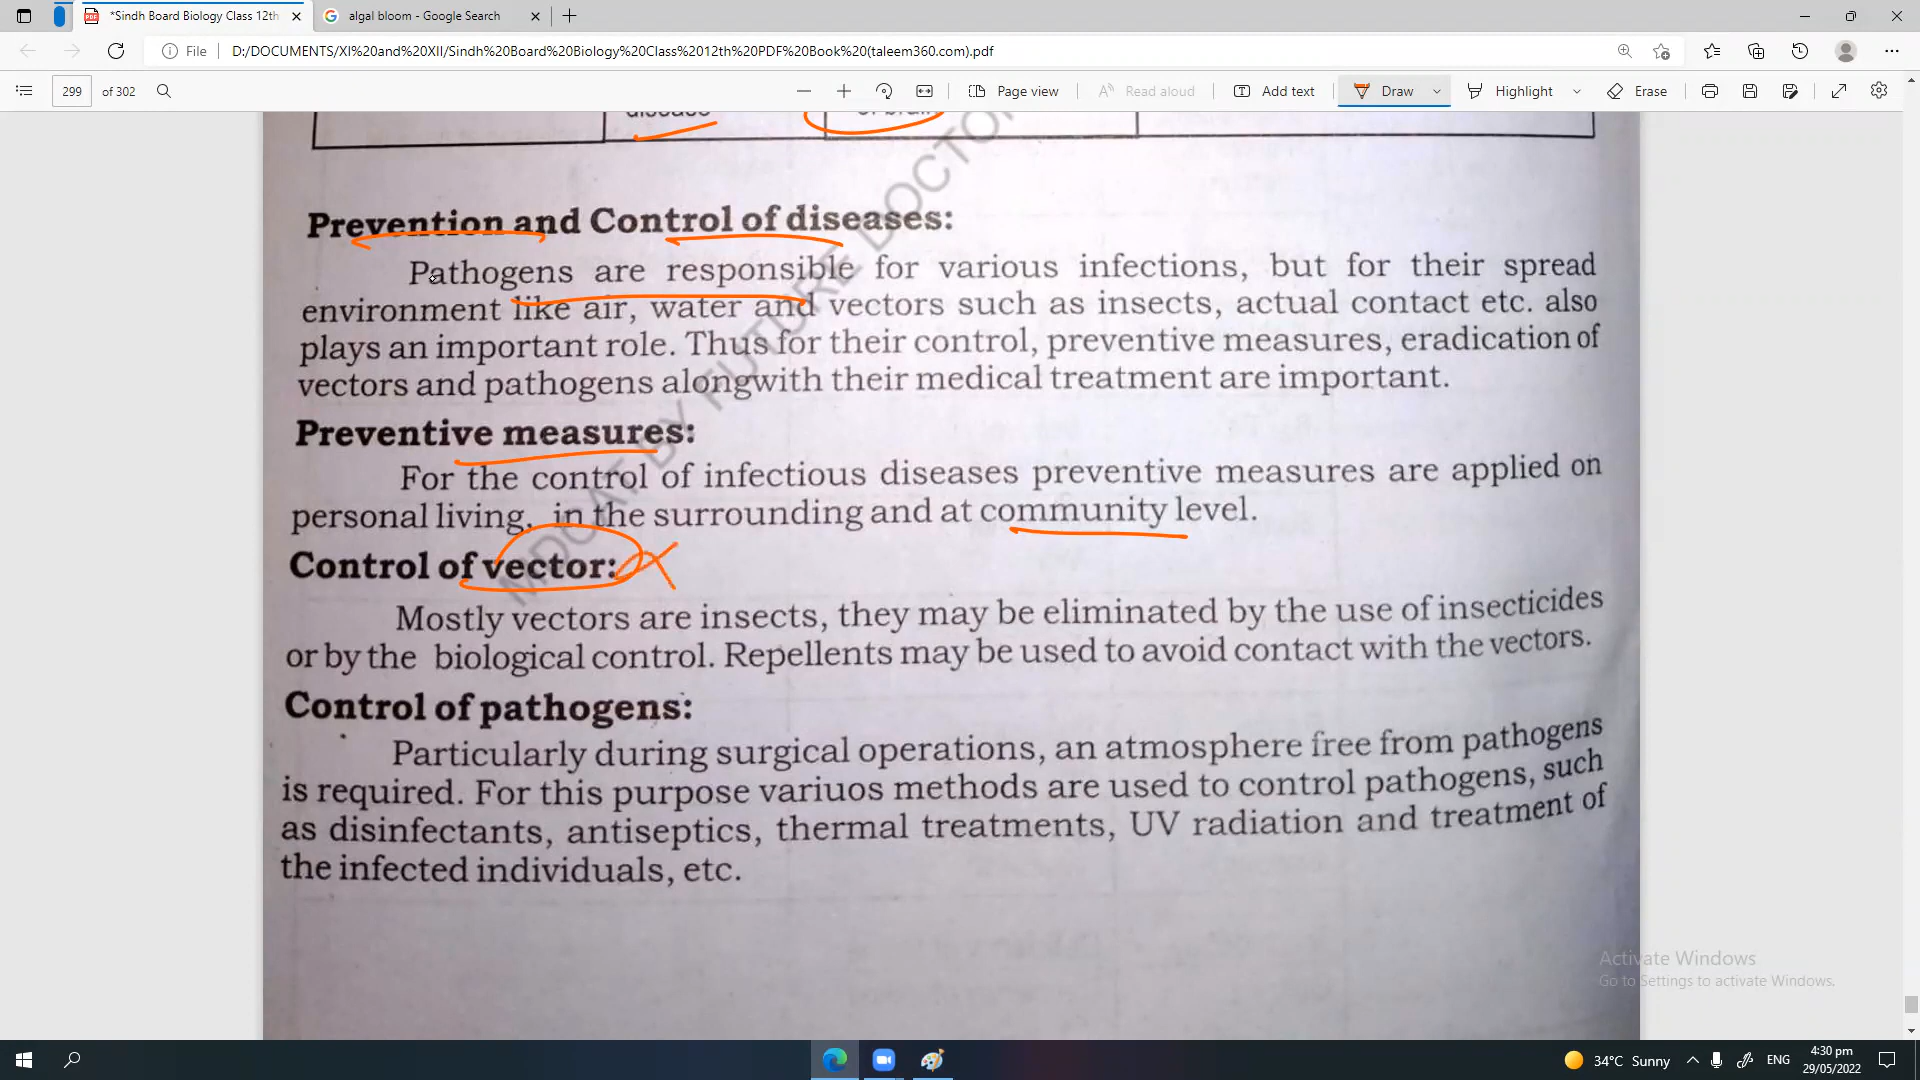 *Sindh Board Biology Class 12th
algal bloom - Google Search
File
D:/DOCUMENTS/XI%20and%20XII/Sindh%20Board%20Biology%20Class%2012th%20PDF%20Book%20(taleem360.com).pdf
299 of 302
Page view
Read aloud
Add text
Draw
Highlight
Erase
disease
of brain
Prevention and Control of diseases:
Pathogens are responsible for various infections, but for their spread
environment like air, water and vectors such as insects, actual contact etc. also
plays an important role. Thus for their control, preventive measures, eradication of
vectors and pathogens alongwith their medical treatment are important.
Preventive measures:
For the control of infectious diseases preventive measures are applied on
personal living, in the surrounding and at community level.
Control of vector:
Mostly vectors are insects, they may be eliminated by the use of insecticides
or by the biological control. Repellents may be used to avoid contact with the vectors.
Control of pathogens:
Particularly during surgical operations, an atmosphere free from pathogens
is required. For this purpose variuos methods are used to control pathogens, such
as disinfectants, antiseptics, thermal treatments, UV radiation and treatment of
the infected individuals, etc.
MDCAT BY FUTURE DOCTOR
Activate Windows
Go to Settings to activate Windows.
34°C Sunny
ENG
4:30 pm
29/05/2022